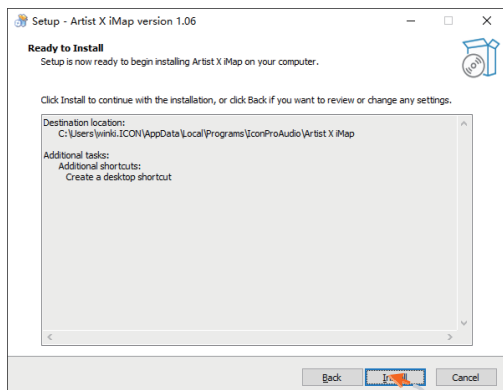 Setup - Artist X iMap version 1.06
Ready to Install
Setup is now ready to begin installing Artist X iMap on your computer.
Click Install to continue with the installation, or click Back if you want to review or change any settings.
Destination location:
C:\Users\winki.ICON\AppData\Local\Programs\IconProAudio\Artist X iMap
Additional tasks:
Additional shortcuts:
Create a desktop shortcut
Back Install Cancel